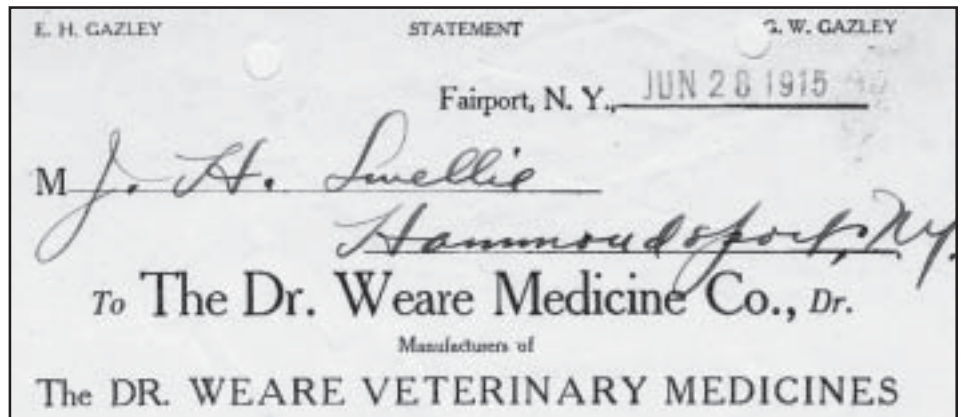 E. H. GAZLEY STATEMENT G. W. GAZLEY
Fairport, N. Y., JUN 28 1915
M J. H. Smellie
Hammondsport, N.Y.
To The Dr. Weare Medicine Co., Dr.
Manufacturers of
The DR. WEARE VETERINARY MEDICINES